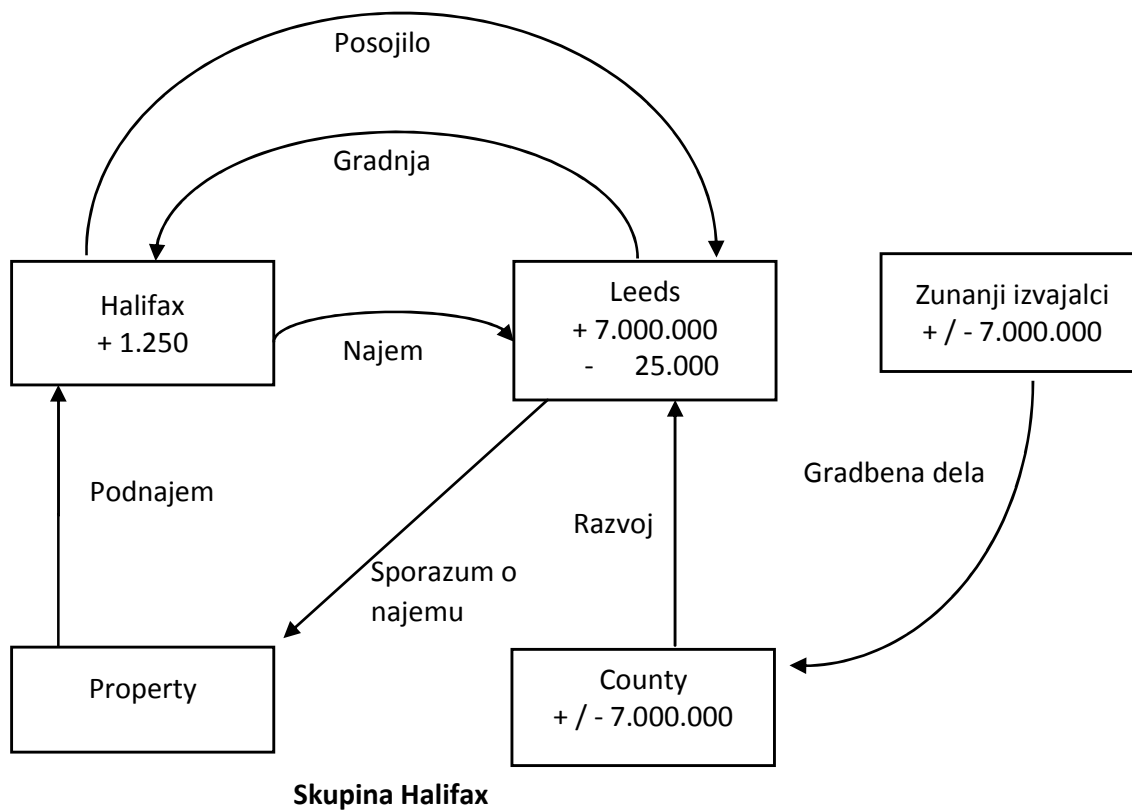 Posojilo
Gradnja
Halifax
+ 1.250
Najem
Leeds
+ 7.000.000
- 25.000
Zunanji izvajalci
+ / - 7.000.000
Podnajem
Sporazum o
najemu
Razvoj
Gradbena dela
Property
County
+ / - 7.000.000
Skupina Halifax